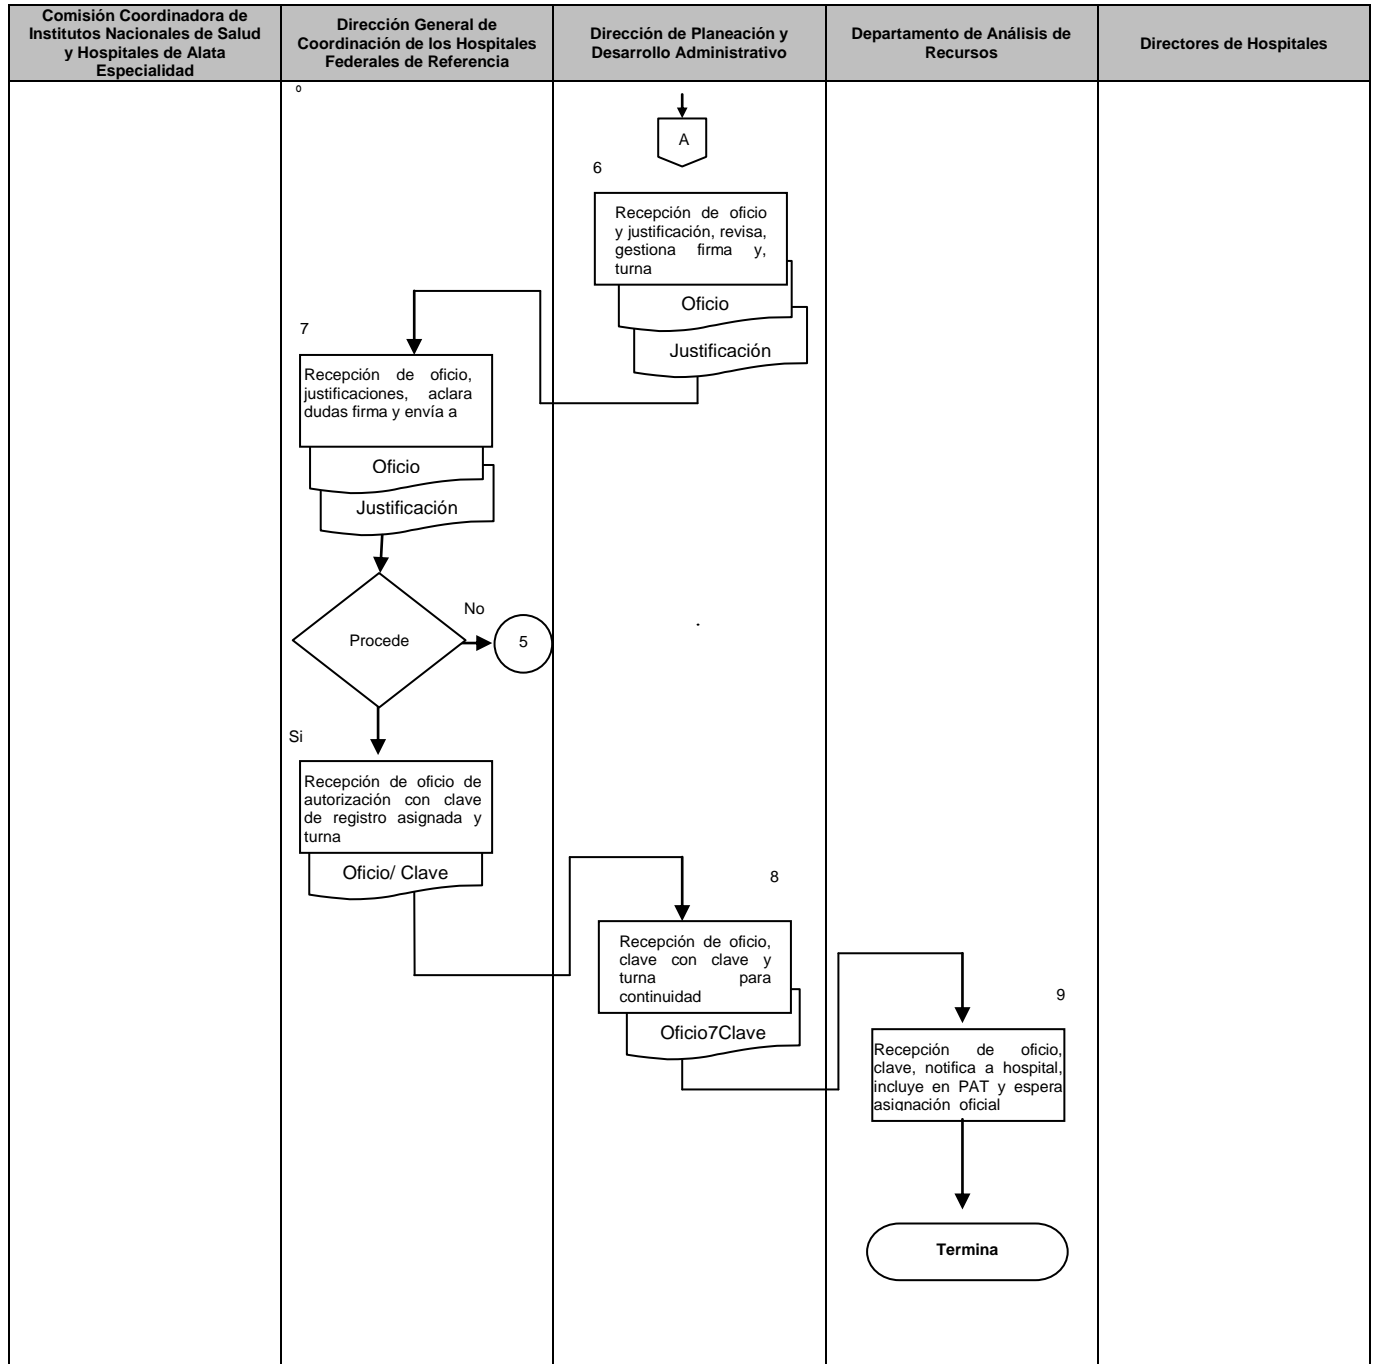 Comisión Coordinadora de
Institutos Nacionales de Salud
y Hospitales de Alata
Especialidad
Dirección General de
Coordinación de los Hospitales
Federales de Referencia
Dirección de Planeación y
Desarrollo Administrativo
Departamento de Análisis de
Recursos
Directores de Hospitales
º
A
6
Recepción de oficio
y justificación, revisa,
gestiona firma y,
turna
Oficio
Justificación
7
Recepción de oficio,
justificaciones, aclara
dudas firma y envía a
Oficio
Justificación
Procede
No
5
.
Si
Recepción de oficio de
autorización con clave
de registro asignada y
turna
Oficio/ Clave
8
Recepción de oficio,
clave con clave y
turna para
continuidad
Oficio7Clave
9
Recepción de oficio,
clave, notifica a hospital,
incluye en PAT y espera
asignación oficial
Termina